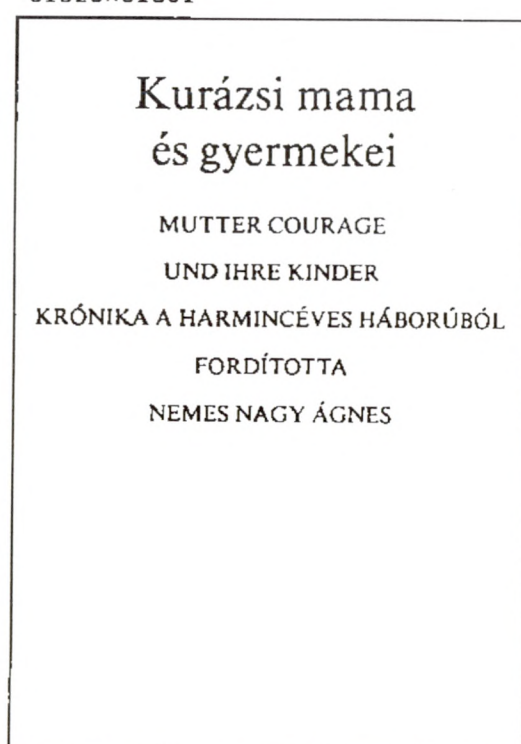 Kurázsi mama
és gyermekei
MUTTER COURAGE
UND IHRE KINDER
KRÓNIKA A HARMINCÉVES HÁBORÚBÓL
FORDÍTOTTA
NEMES NAGY ÁGNES